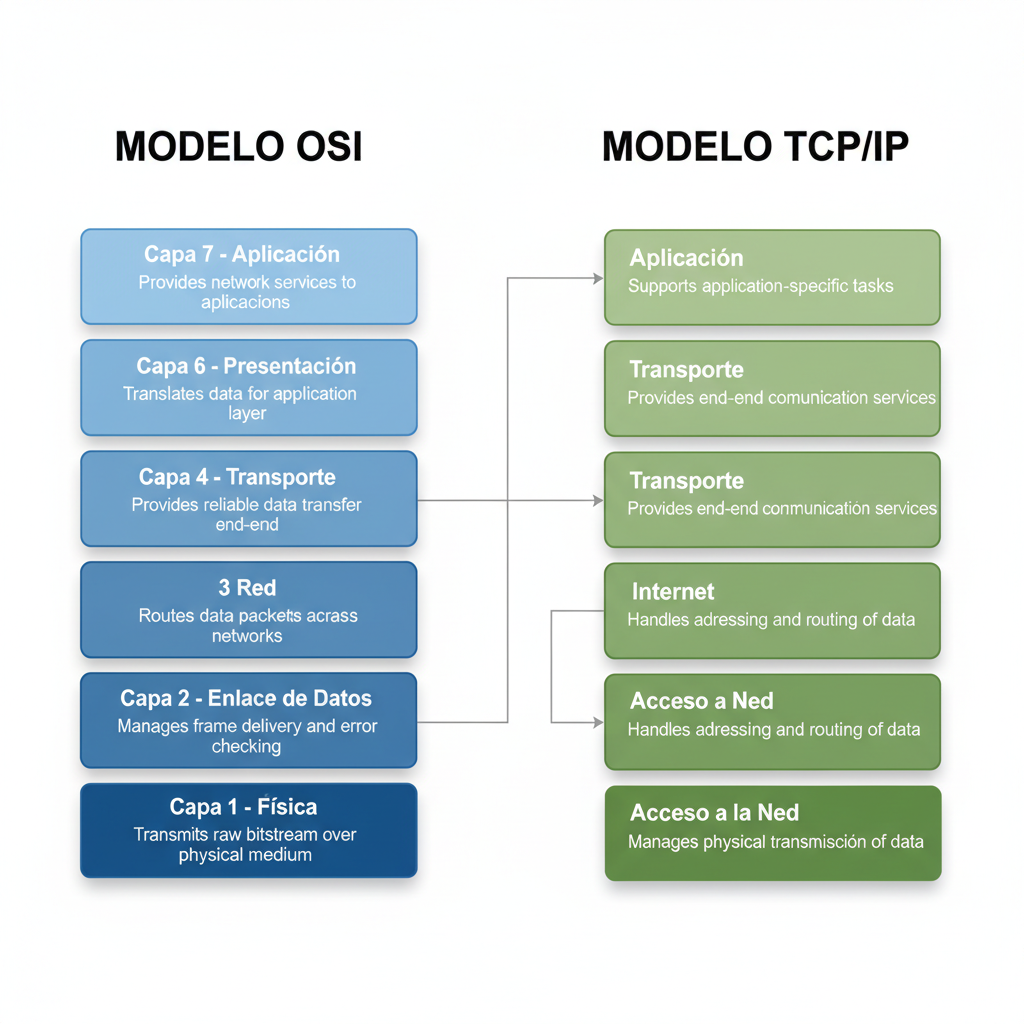 MODELO OSI
MODELO TCP/IP
Capa 7 - Aplicación
Provides network services to
aplicacions
Capa 6 - Presentación
Translates data for application
layer
Capa 4 - Transporte
Provides reliable data transfer
end-end
3 Red
Routes data packets acrass
networks
Capa 2 - Enlace de Datos
Manages frame delivery and error
checking
Capa 1 - Física
Transmits raw bitstream over
physical medium
Aplicación
Supports application-specific tasks
Transporte
Provides end-end comunication services
Transporte
Provides end-end conmunicatión services
Internet
Handles adressing and routing of data
Acceso a Ned
Handles adressing and routing of data
Acceso a la Ned
Manages physical transmisción of data